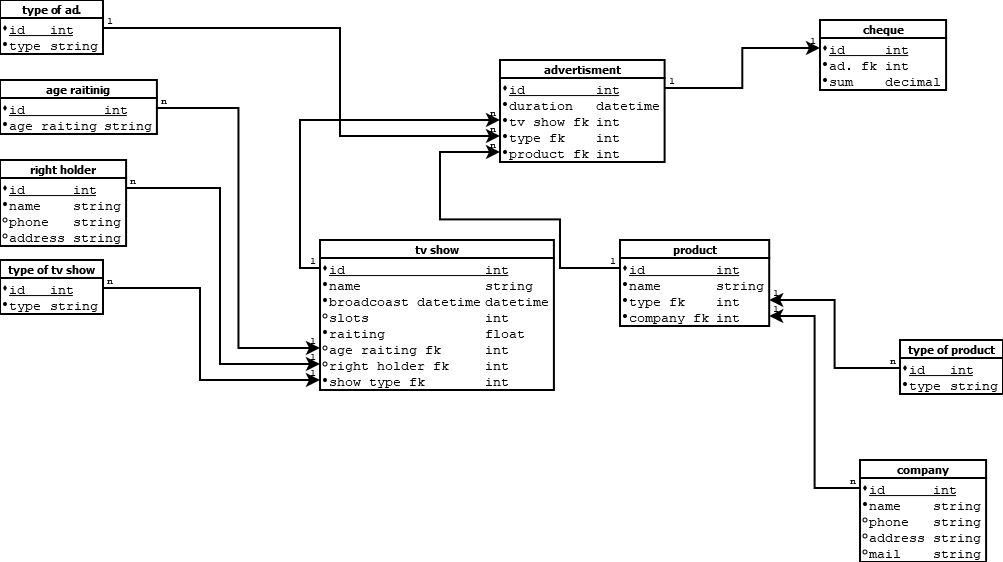 type of ad.
id int
type string
age raitinig
id int
age raiting string
right holder
id int
name string
phone string
address string
type of tv show
id int
type string
advertisment
id int
duration datetime
tv show fk int
type fk int
product fk int
cheque
id int
ad. fk int
sum decimal
tv show
id int
name string
broadcoast datetime datetime
slots int
raiting float
age raiting fk int
right holder fk int
show type fk int
product
id int
name string
type fk int
company fk int
type of product
id int
type string
company
id int
name string
phone string
address string
mail string
1
n
n
n
1
1
1
1
n
n
n
1
1
1
1
1
n
n